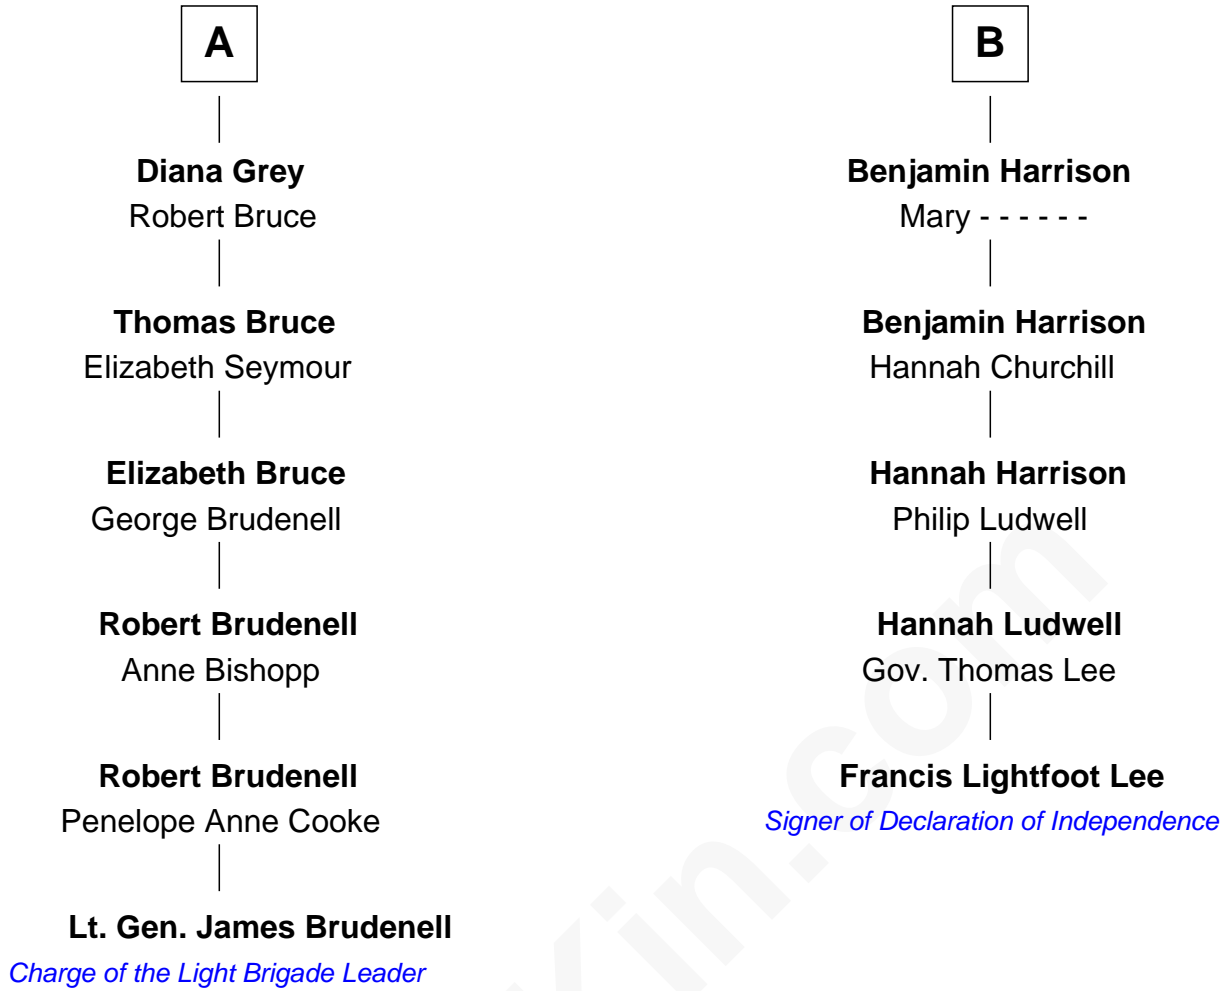 A
Diana Grey
Robert Bruce
Thomas Bruce
Elizabeth Seymour
Elizabeth Bruce
George Brudenell
Robert Brudenell
Anne Bishopp
Robert Brudenell
Penelope Anne Cooke
Lt. Gen. James Brudenell
Charge of the Light Brigade Leader
B
Benjamin Harrison
Mary - - - - - -
Benjamin Harrison
Hannah Churchill
Hannah Harrison
Philip Ludwell
Hannah Ludwell
Gov. Thomas Lee
Francis Lightfoot Lee
Signer of Declaration of Independence